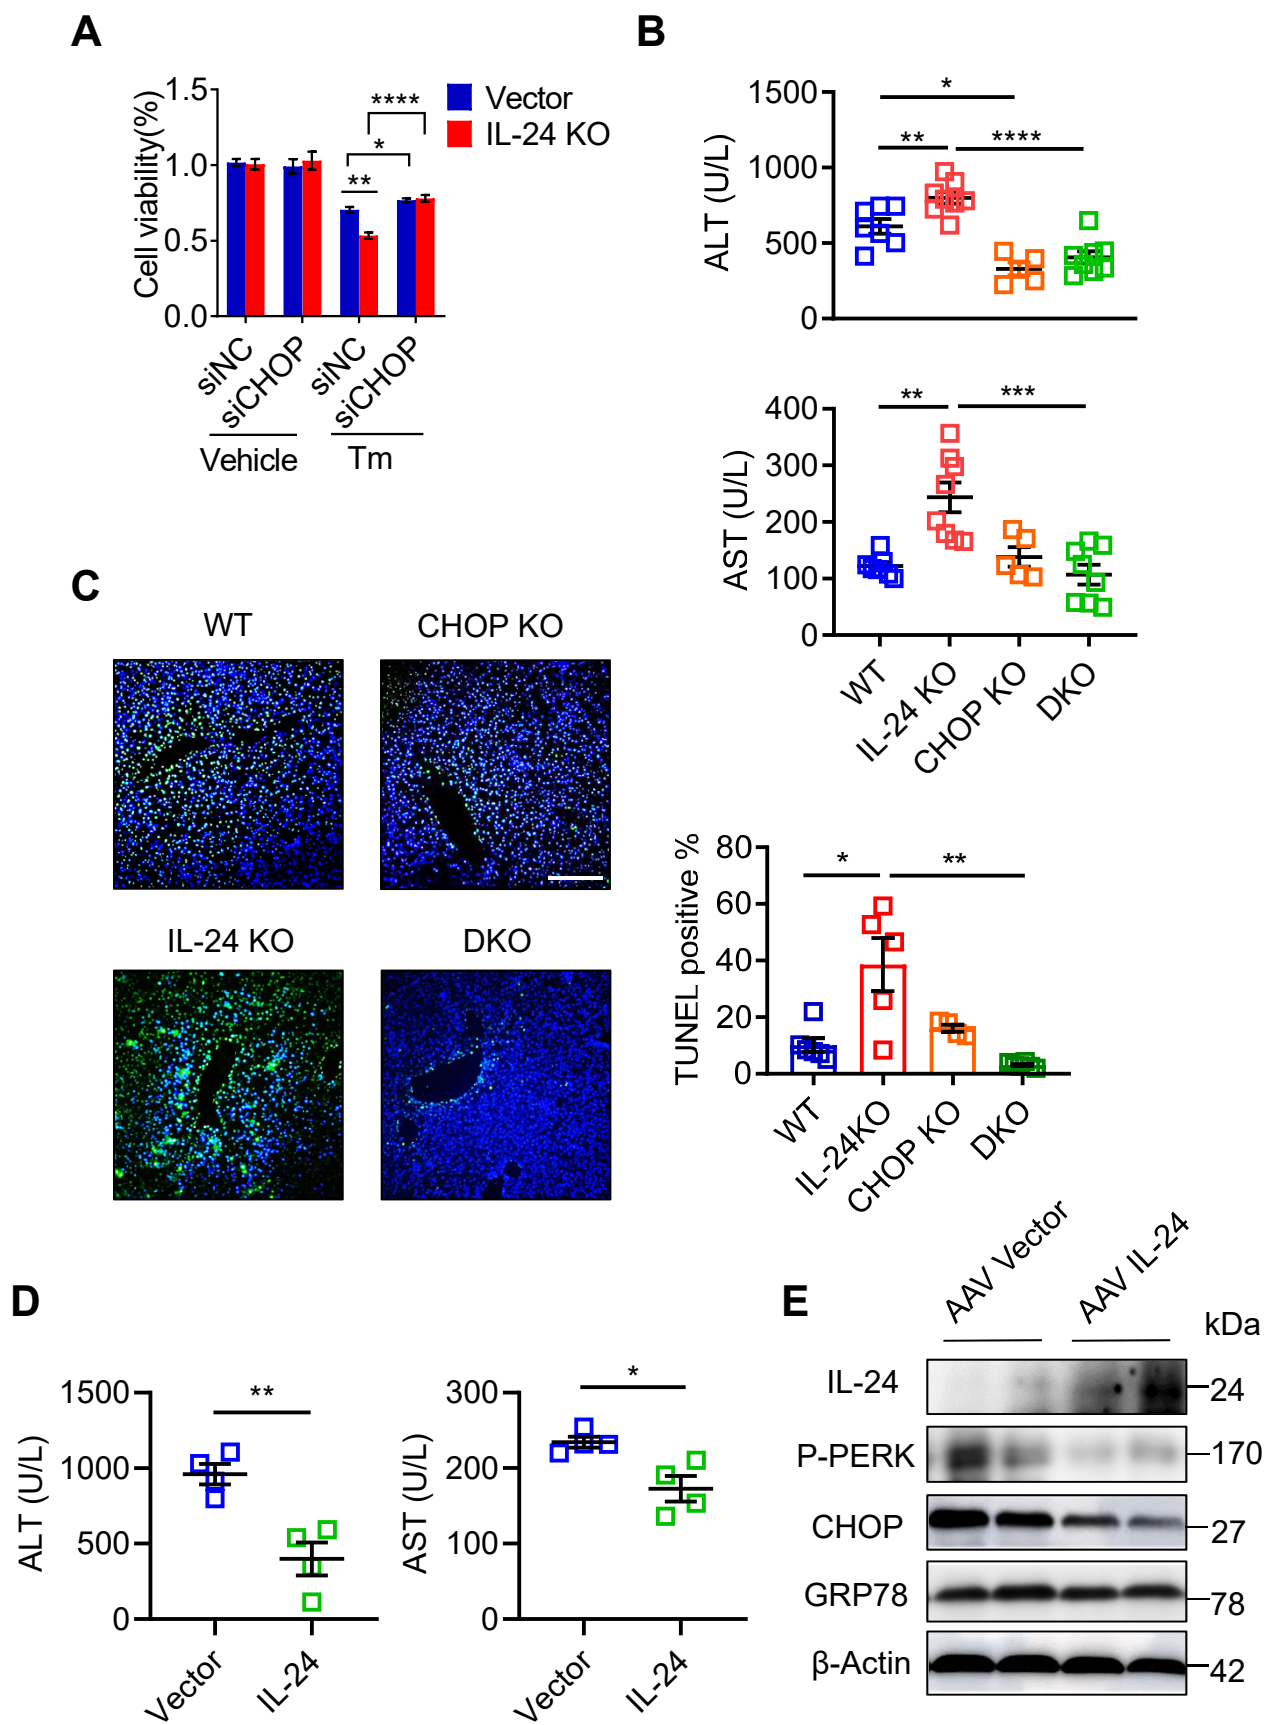 A
Cell viability(%)
1.5
1.0
0.5
0.0
****
*
**
Vector
IL-24 KO
siNC
siCHOP
siNC
siCHOP
Vehicle
Tm
B
ALT (U/L)
1500
1000
500
0
*
**
****
AST (U/L)
400
300
200
100
0
**
***
WT
IL-24 KO
CHOP KO
DKO
C
WT
CHOP KO
IL-24 KO
DKO
TUNEL positive %
80
60
40
20
0
*
**
WT
IL-24KO
CHOP KO
DKO
D
ALT (U/L)
1500
1000
500
0
**
Vector
IL-24
AST (U/L)
300
200
100
0
*
Vector
IL-24
E
AAV Vector
AAV IL-24
kDa
IL-24
24
P-PERK
170
CHOP
27
GRP78
78
β-Actin
42